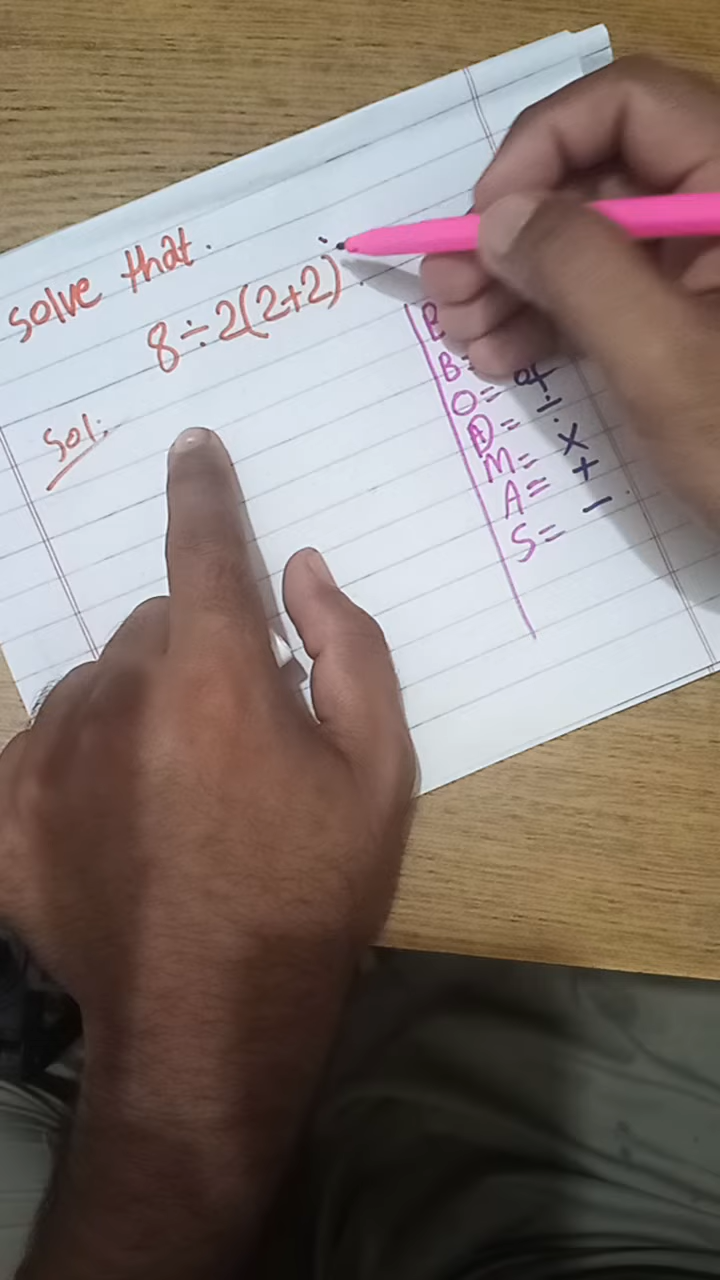 solve that.
8÷2(2+2)
Sol:
B=
O= of
D= ÷
M= ×
A= +
S= −